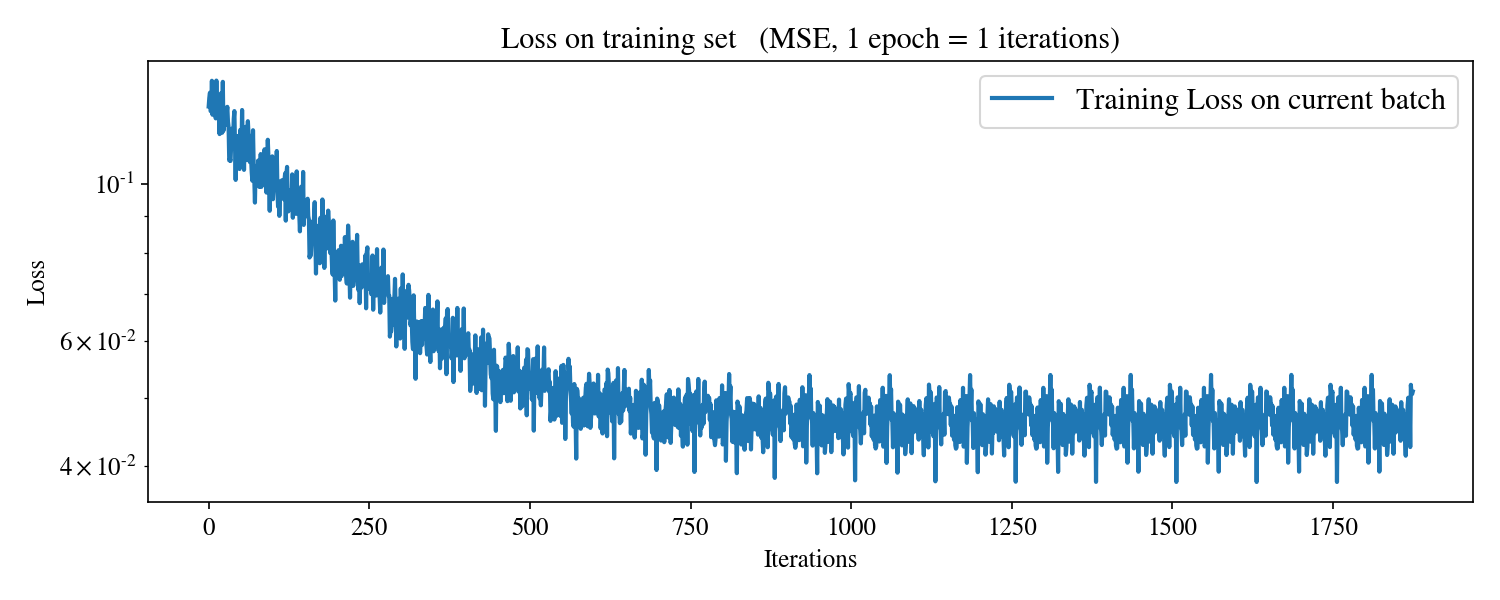 Loss on training set (MSE, 1 epoch = 1 iterations)
Training Loss on current batch
10⁻¹
6 × 10⁻²
4 × 10⁻²
Loss
0 250 500 750 1000 1250 1500 1750
Iterations